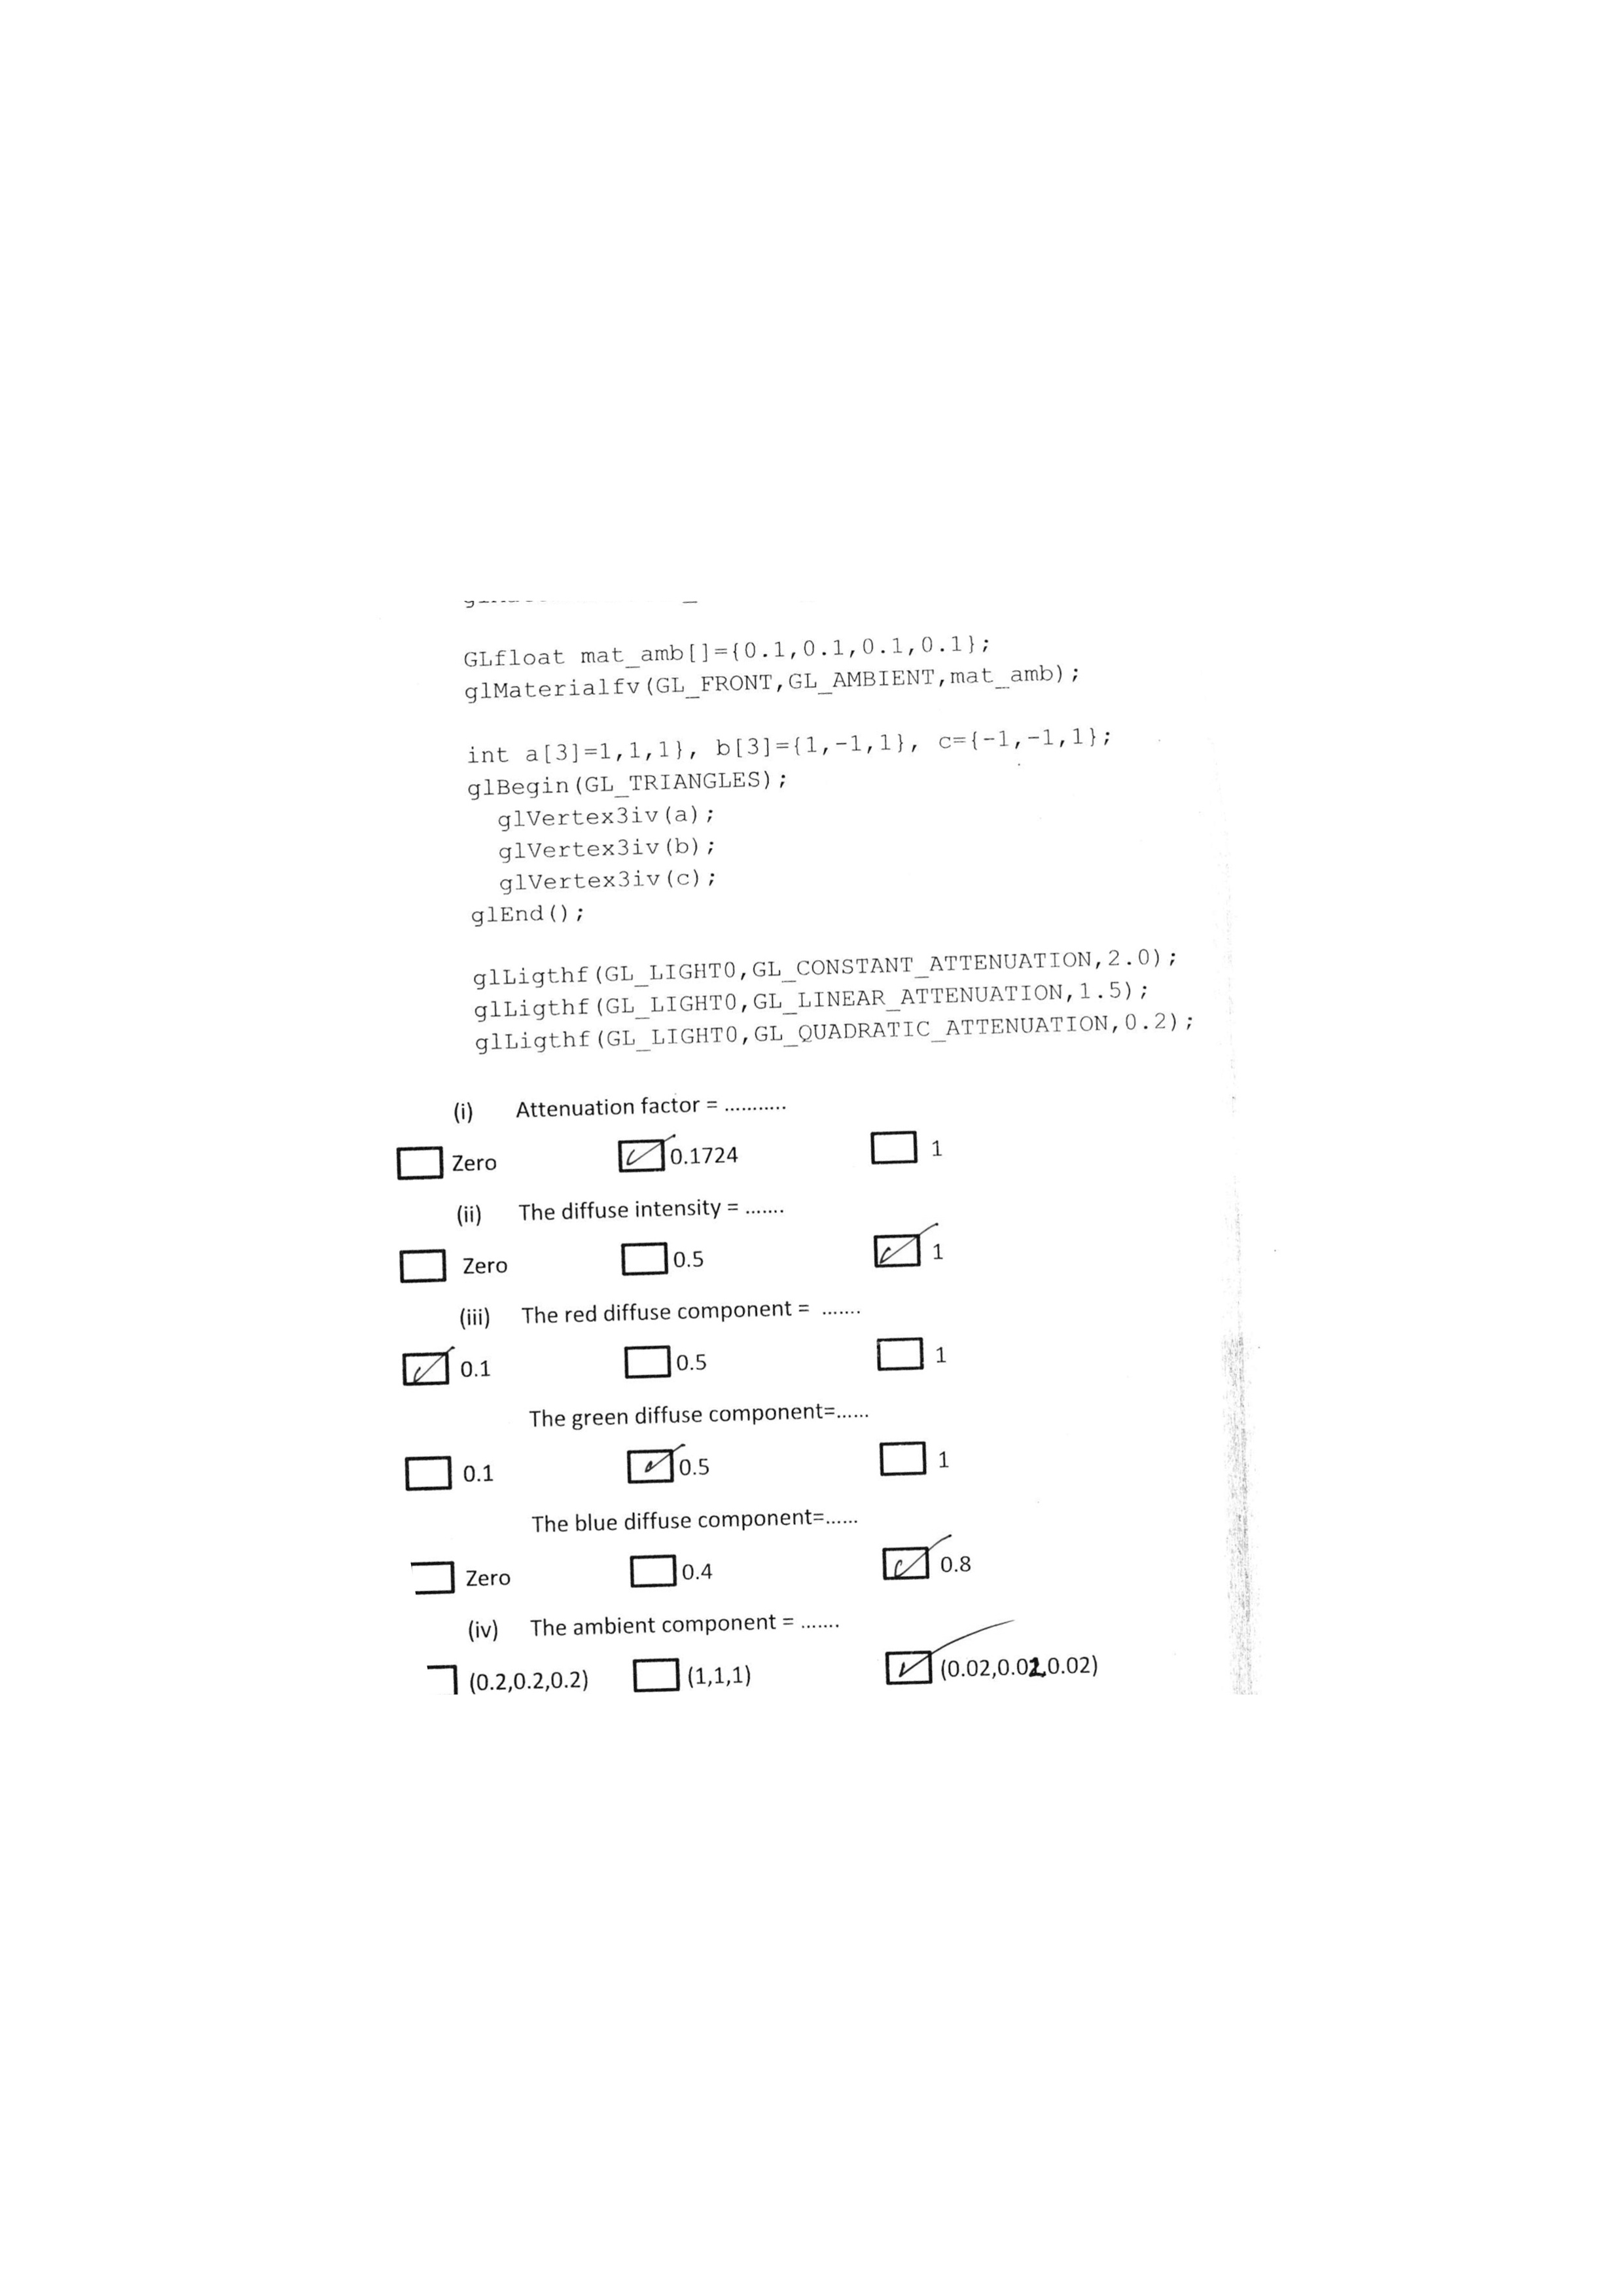 GLfloat mat_amb[]={0.1,0.1,0.1,0.1};
glMaterialfv(GL_FRONT,GL_AMBIENT,mat_amb);
int a[3]=1,1,1}, b[3]={1,-1,1}, c={-1,-1,1};
glBegin(GL_TRIANGLES);
glVertex3iv(a);
glVertex3iv(b);
glVertex3iv(c);
glEnd();
glLigthf(GL_LIGHT0,GL_CONSTANT_ATTENUATION,2.0);
glLigthf(GL_LIGHT0,GL_LINEAR_ATTENUATION,1.5);
glLigthf(GL_LIGHT0,GL_QUADRATIC_ATTENUATION,0.2);
(i) Attenuation factor = ...........
Zero 0.1724 1
(ii) The diffuse intensity = .......
Zero 0.5 1
(iii) The red diffuse component = .......
0.1 0.5 1
The green diffuse component=......
0.1 0.5 1
The blue diffuse component=......
Zero 0.4 0.8
(iv) The ambient component = .......
(0.2,0.2,0.2) (1,1,1) (0.02,0.02,0.02)